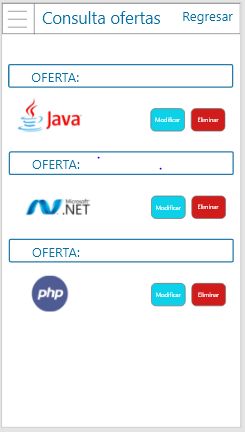 Consulta ofertas Regresar
OFERTA:
Java Modificar Eliminar
OFERTA:
Microsoft
.NET Modificar Eliminar
OFERTA:
php Modificar Eliminar